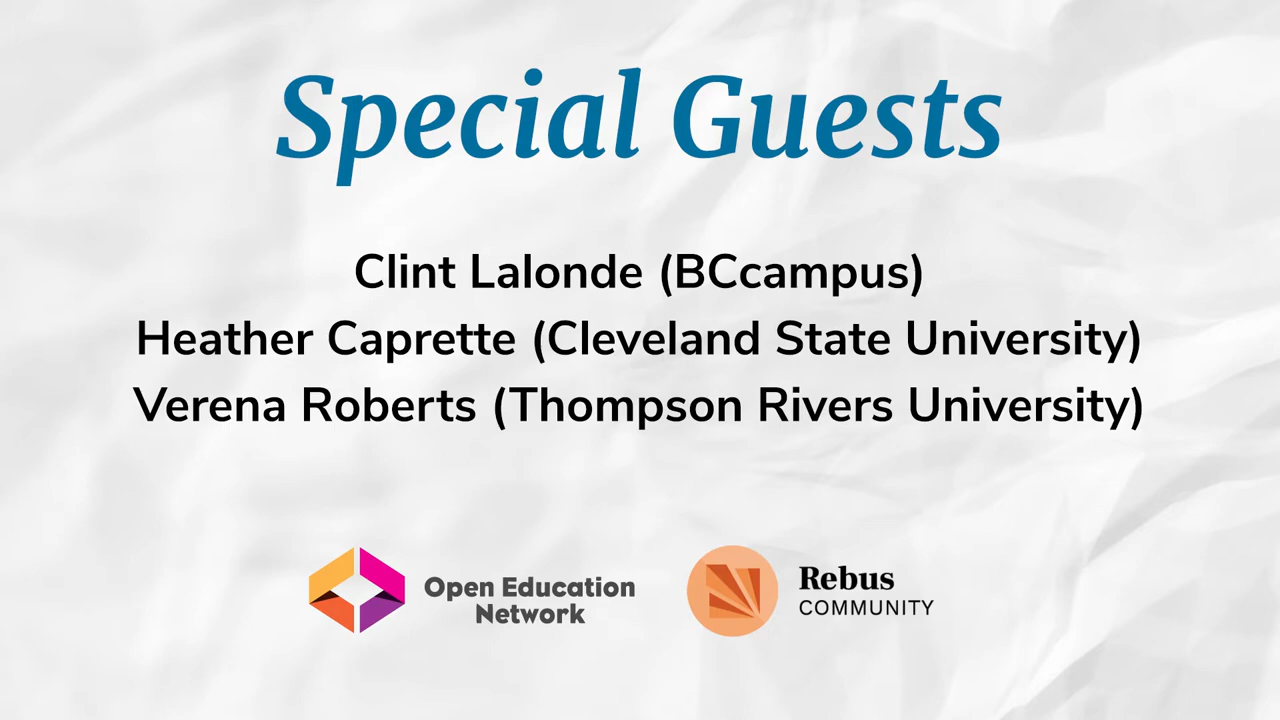 Special Guests
Clint Lalonde (BCcampus)
Heather Caprette (Cleveland State University)
Verena Roberts (Thompson Rivers University)
Open Education
Network
Rebus
COMMUNITY